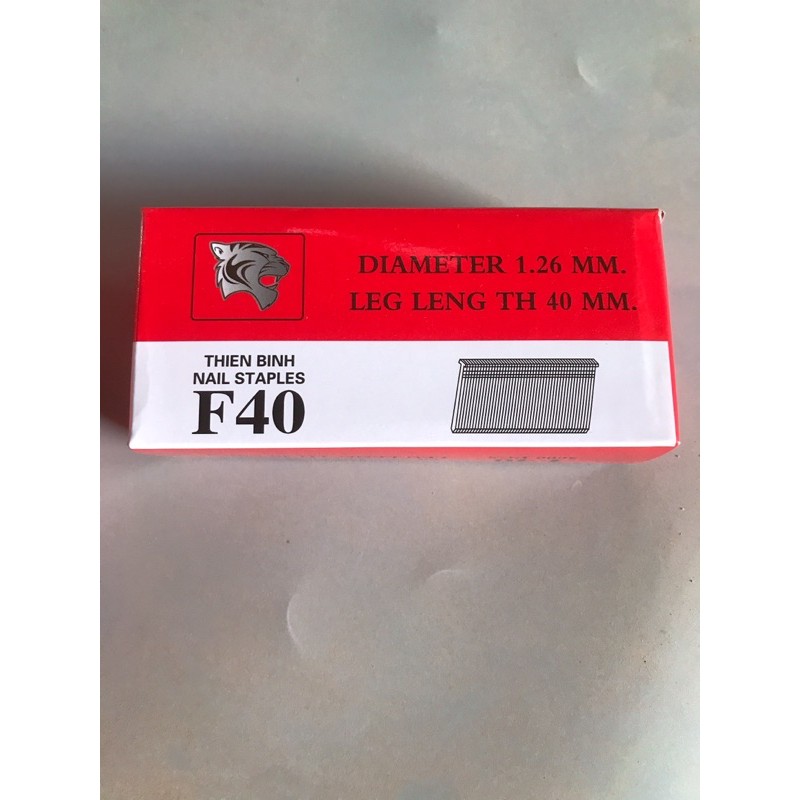 DIAMETER 1.26 MM.
LEG LENG TH 40 MM.
THIEN BINH
NAIL STAPLES
F40